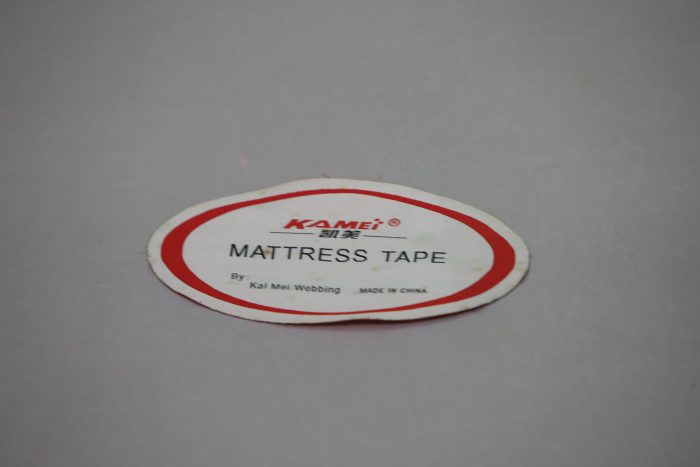 KAMEi®
凯美
MATTRESS TAPE
By:
Kai Mei Webbing MADE IN CHINA